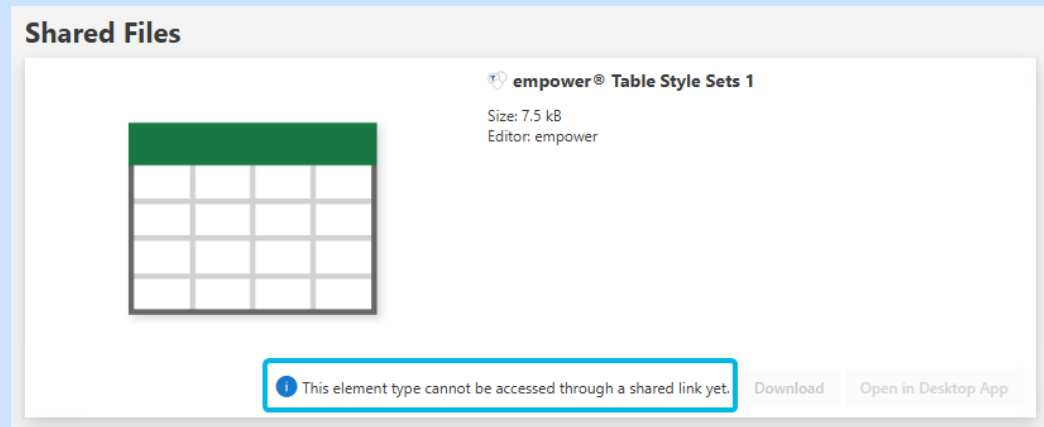 Shared Files
empower® Table Style Sets 1
Size: 7.5 kB
Editor: empower
This element type cannot be accessed through a shared link yet.
Download
Open in Desktop App